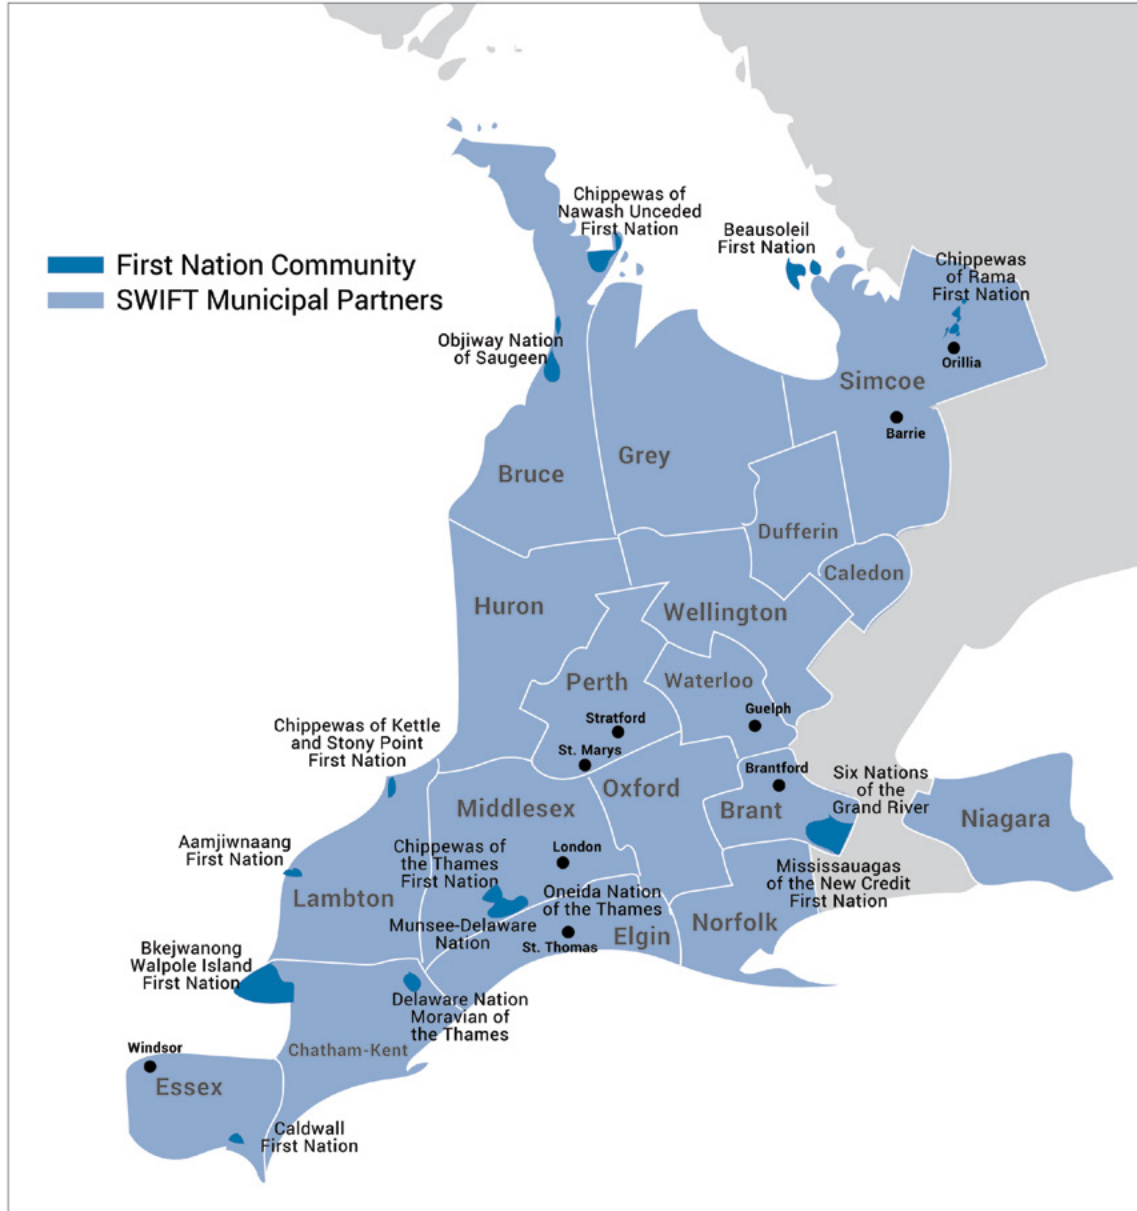 Chippewas of
Nawash Unceded
First Nation
Beausoleil
First Nation
First Nation Community
SWIFT Municipal Partners
Chippewas
of Rama
First Nation
Objiway Nation
of Saugeen
Orillia
Simcoe
Barrie
Grey
Bruce
Dufferin
Caledon
Huron
Wellington
Perth
Waterloo
Stratford
Guelph
Chippewas of Kettle
and Stony Point
First Nation
St. Marys
Brantford
Six Nations
of the
Grand River
Oxford
Middlesex
Brant
Niagara
Aamjiwnaang
First Nation
Chippewas of
the Thames
First Nation
London
Mississauagas
of the New Credit
First Nation
Lambton
Oneida Nation
of the Thames
Munsee-Delaware
Nation
Norfolk
Elgin
St. Thomas
Bkejwanong
Walpole Island
First Nation
Delaware Nation
Moravian of
the Thames
Windsor
Chatham-Kent
Essex
Caldwall
First Nation